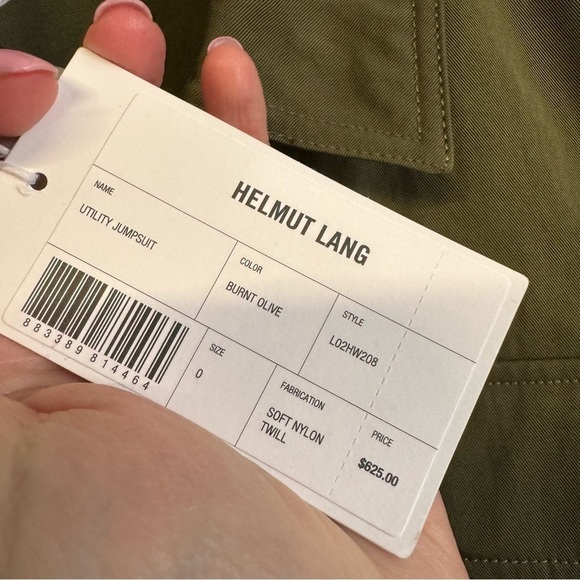 HELMUT LANG
NAME
UTILITY JUMPSUIT
COLOR
BURNT OLIVE
STYLE
L02HW208
883389814464
SIZE
0
FABRICATION
SOFT NYLON
TWILL
PRICE
$625.00